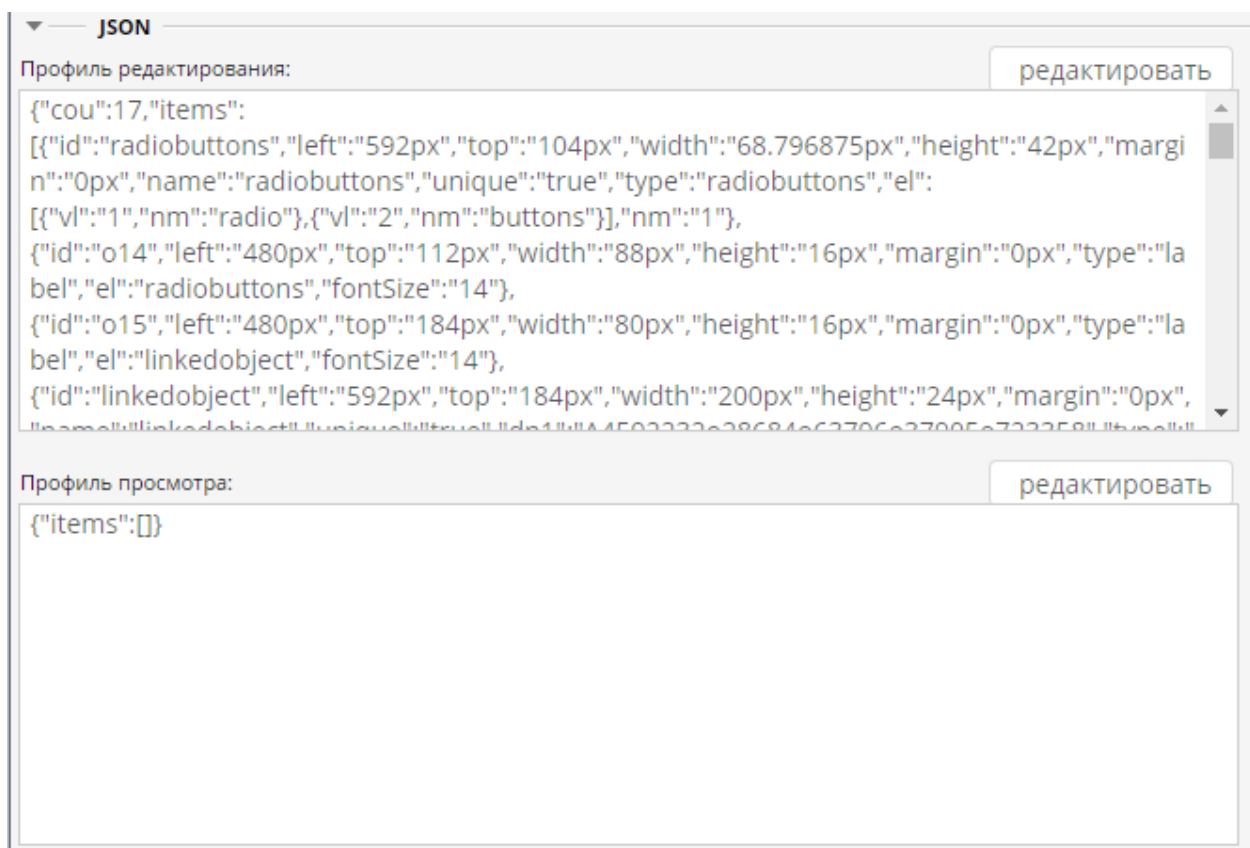 JSON
Профиль редактирования:
редактировать
{"cou":17,"items":
[{"id":"radiobuttons","left":"592px","top":"104px","width":"68.796875px","height":"42px","margi
n":"0px","name":"radiobuttons","unique":"true","type":"radiobuttons","el":
[{"vl":"1","nm":"radio"},{"vl":"2","nm":"buttons"}],"nm":"1"},
{"id":"o14","left":"480px","top":"112px","width":"88px","height":"16px","margin":"0px","type":"la
bel","el":"radiobuttons","fontSize":"14"},
{"id":"o15","left":"480px","top":"184px","width":"80px","height":"16px","margin":"0px","type":"la
bel","el":"linkedobject","fontSize":"14"},
{"id":"linkedobject","left":"592px","top":"184px","width":"200px","height":"24px","margin":"0px",
"name":"linkedobject","unique":"true",
Профиль просмотра:
редактировать
{"items":[]}